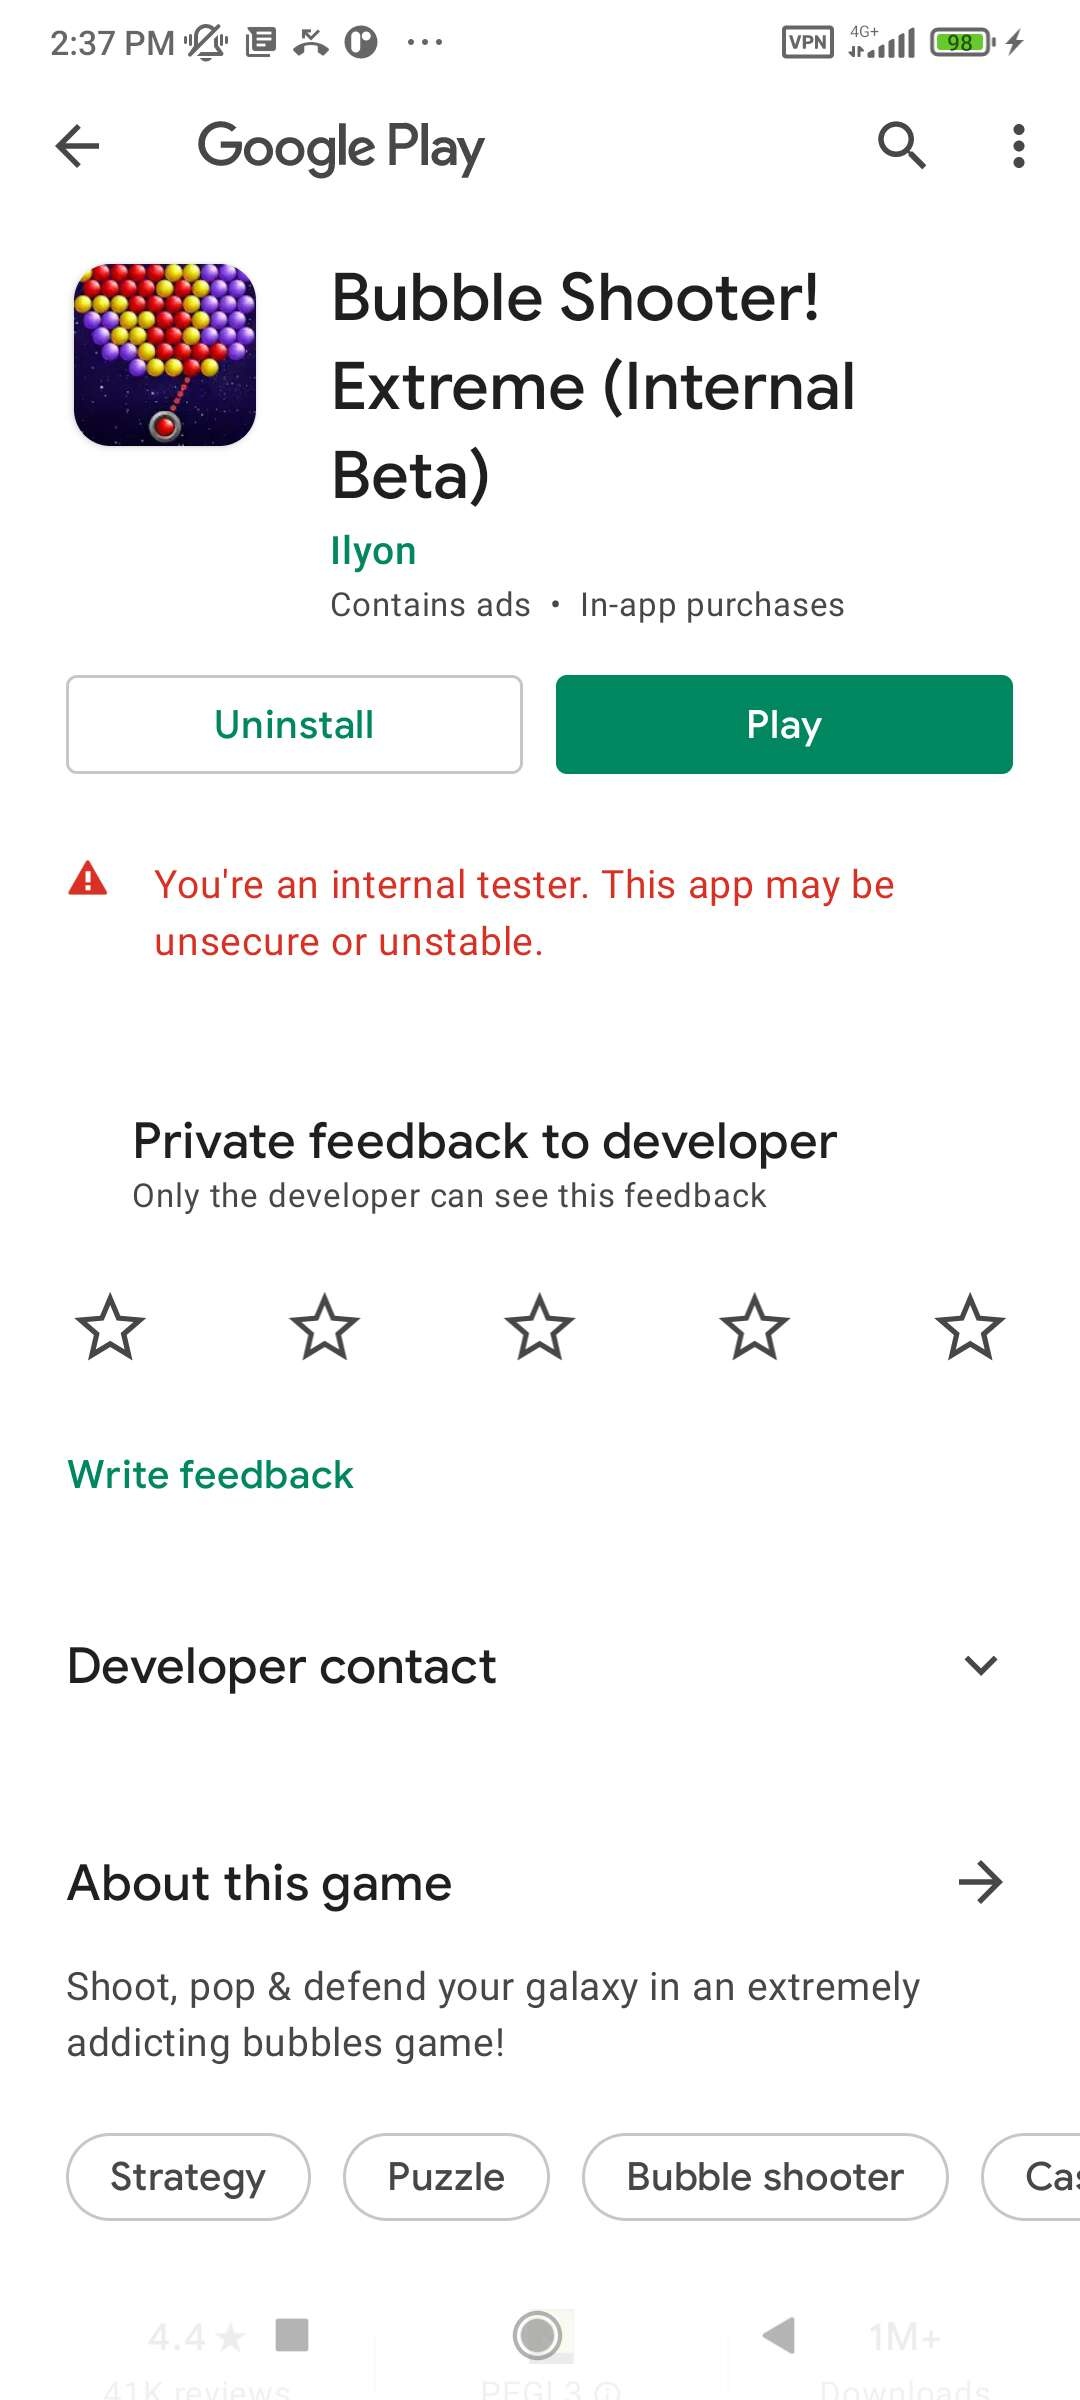 2:37 PM
VPN
4G+
98
Google Play
Bubble Shooter!
Extreme (Internal
Beta)
Ilyon
Contains ads • In-app purchases
Uninstall
Play
You're an internal tester. This app may be
unsecure or unstable.
Private feedback to developer
Only the developer can see this feedback
Write feedback
Developer contact
About this game
Shoot, pop & defend your galaxy in an extremely
addicting bubbles game!
Strategy
Puzzle
Bubble shooter
Cas
4.4★
1M+
41K reviews
PEGI 3
Downloads